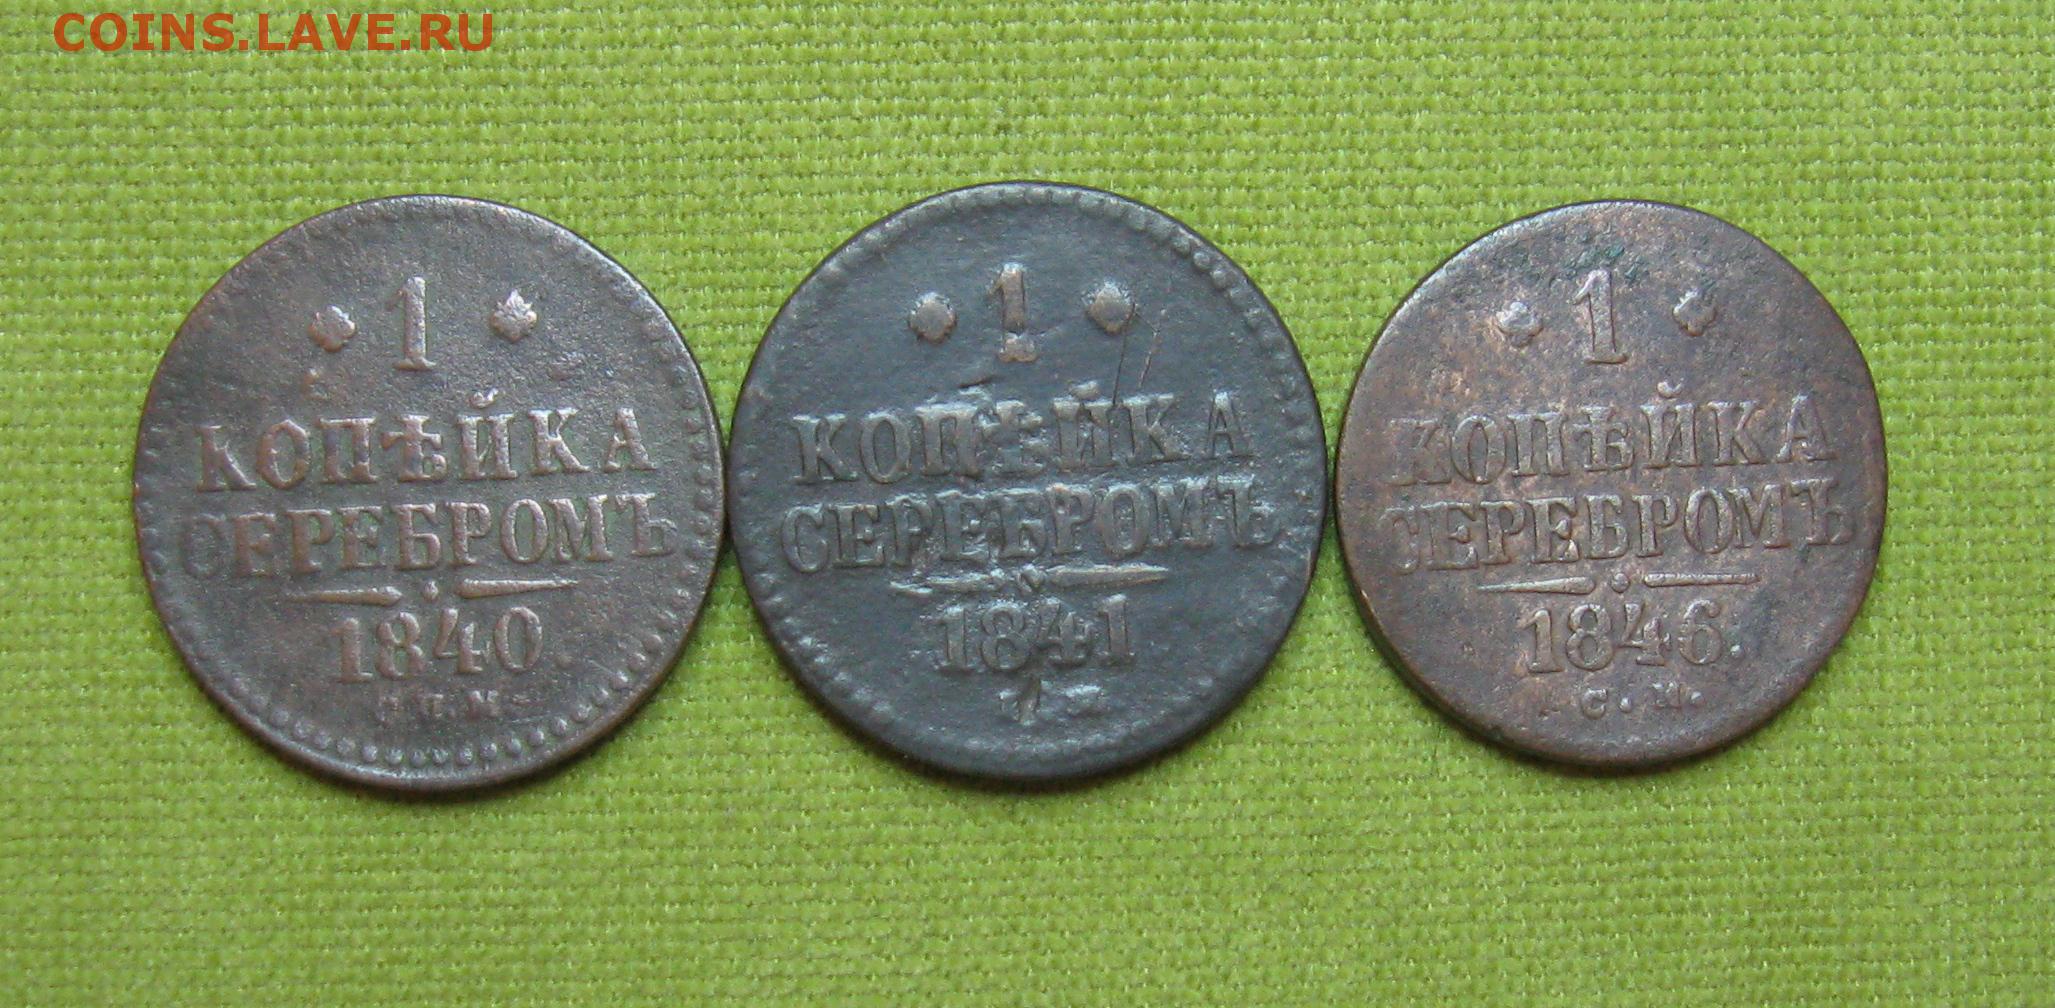 COINS.LAVE.RU
1
КОПѢЙКА
СЕРЕБРОМЪ
1840.
1
КОПѢЙКА
СЕРЕБРОМЪ
1841
1
КОПѢЙКА
СЕРЕБРОМЪ
1846.
С. М.